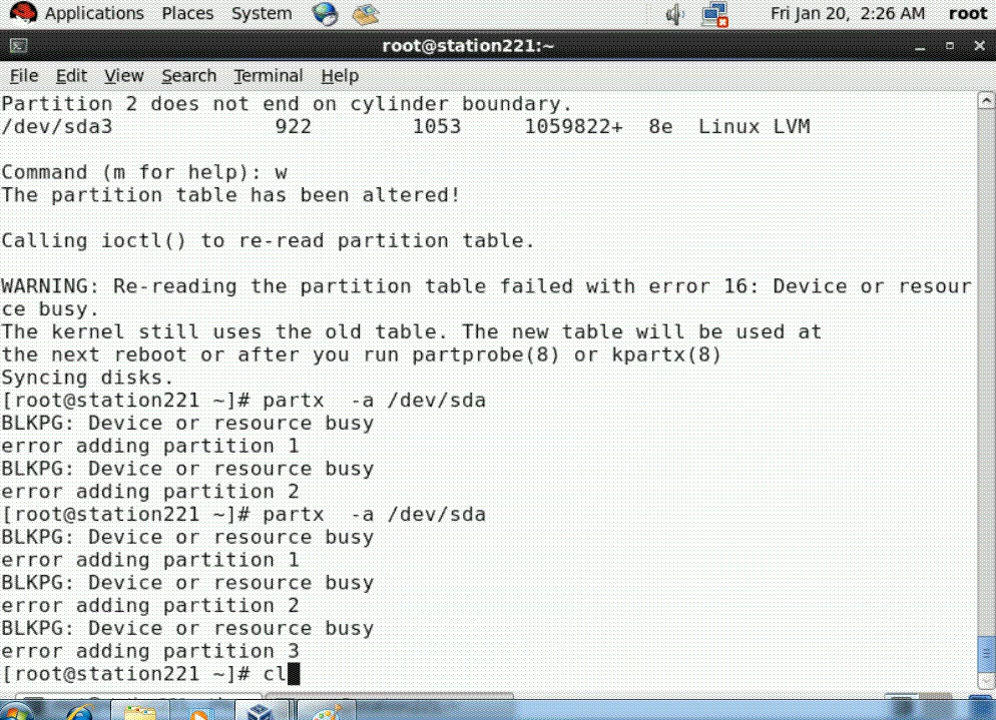 Applications Places System Fri Jan 20, 2:26 AM root
root@station221:~
File Edit View Search Terminal Help
Partition 2 does not end on cylinder boundary.
/dev/sda3 922 1053 1059822+ 8e Linux LVM
Command (m for help): w
The partition table has been altered!
Calling ioctl() to re-read partition table.
WARNING: Re-reading the partition table failed with error 16: Device or resour
ce busy.
The kernel still uses the old table. The new table will be used at
the next reboot or after you run partprobe(8) or kpartx(8)
Syncing disks.
[root@station221 ~]# partx  -a /dev/sda
BLKPG: Device or resource busy
error adding partition 1
BLKPG: Device or resource busy
error adding partition 2
[root@station221 ~]# partx  -a /dev/sda
BLKPG: Device or resource busy
error adding partition 1
BLKPG: Device or resource busy
error adding partition 2
BLKPG: Device or resource busy
error adding partition 3
[root@station221 ~]# cl